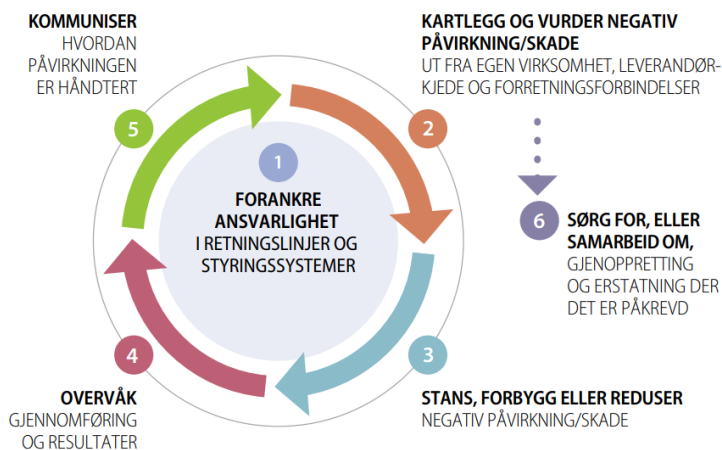 1
FORANKRE
ANSVARLIGHET
I RETNINGSLINJER OG
STYRINGSSYSTEMER
2
KARTLEGG OG VURDER NEGATIV
PÅVIRKNING/SKADE
UT FRA EGEN VIRKSOMHET, LEVERANDØR-
KJEDE OG FORRETNINGSFORBINDELSER
3
STANS, FORBYGG ELLER REDUSER
NEGATIV PÅVIRKNING/SKADE
4
OVERVÅK
GJENNOMFØRING
OG RESULTATER
5
KOMMUNISER
HVORDAN
PÅVIRKNINGEN
ER HÅNDTERT
6
SØRG FOR, ELLER
SAMARBEID OM,
GJENOPPRETTING
OG ERSTATNING DER
DET ER PÅKREVD